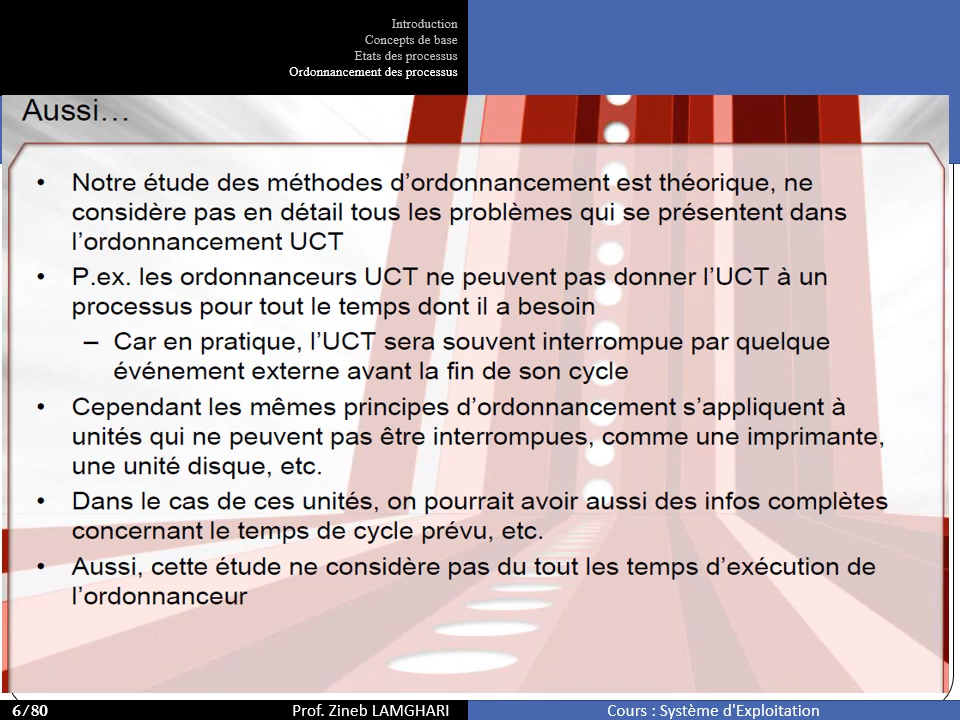 Introduction
Concepts de base
Etats des processus
Ordonnancement des processus
Aussi…
• Notre étude des méthodes d'ordonnancement est théorique, ne
considère pas en détail tous les problèmes qui se présentent dans
l'ordonnancement UCT
• P.ex. les ordonnanceurs UCT ne peuvent pas donner l'UCT à un
processus pour tout le temps dont il a besoin
– Car en pratique, l'UCT sera souvent interrompue par quelque
événement externe avant la fin de son cycle
• Cependant les mêmes principes d'ordonnancement s'appliquent à
unités qui ne peuvent pas être interrompues, comme une imprimante,
une unité disque, etc.
• Dans le cas de ces unités, on pourrait avoir aussi des infos complètes
concernant le temps de cycle prévu, etc.
• Aussi, cette étude ne considère pas du tout les temps d'exécution de
l'ordonnanceur
6/80 Prof. Zineb LAMGHARI Cours : Système d'Exploitation